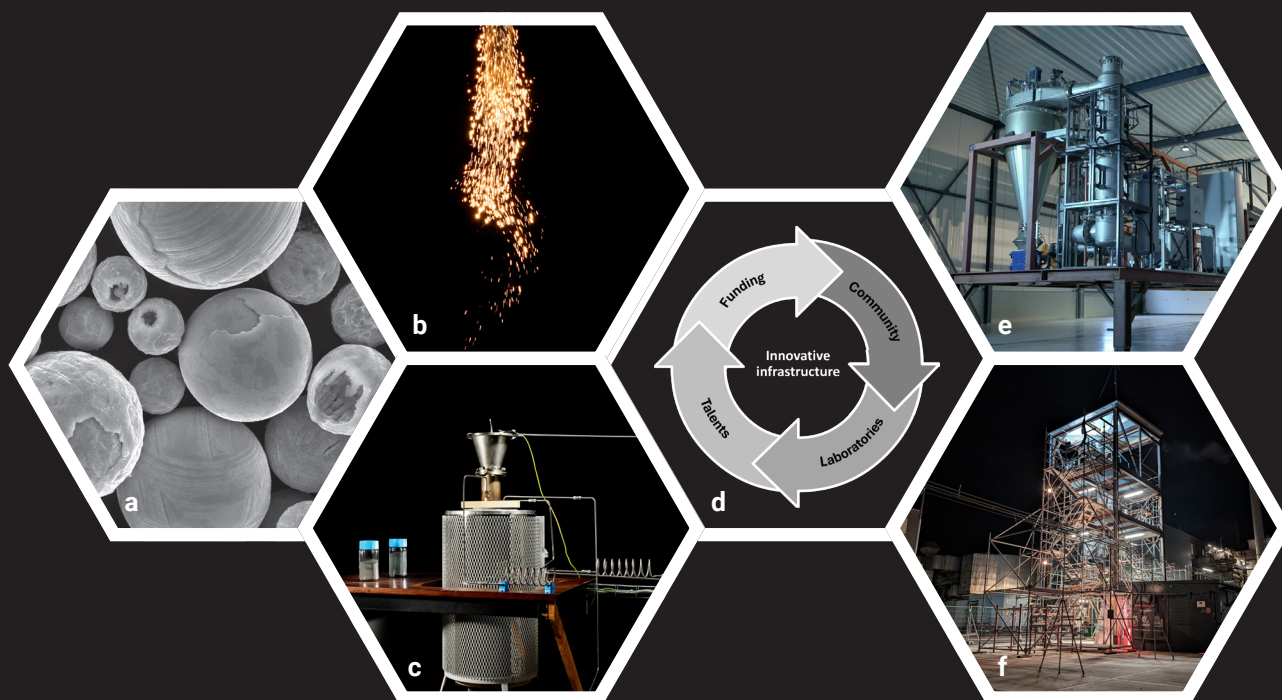 a
b
c
Funding
Community
Innovative
infrastructure
Talents
Laboratories
d
e
f